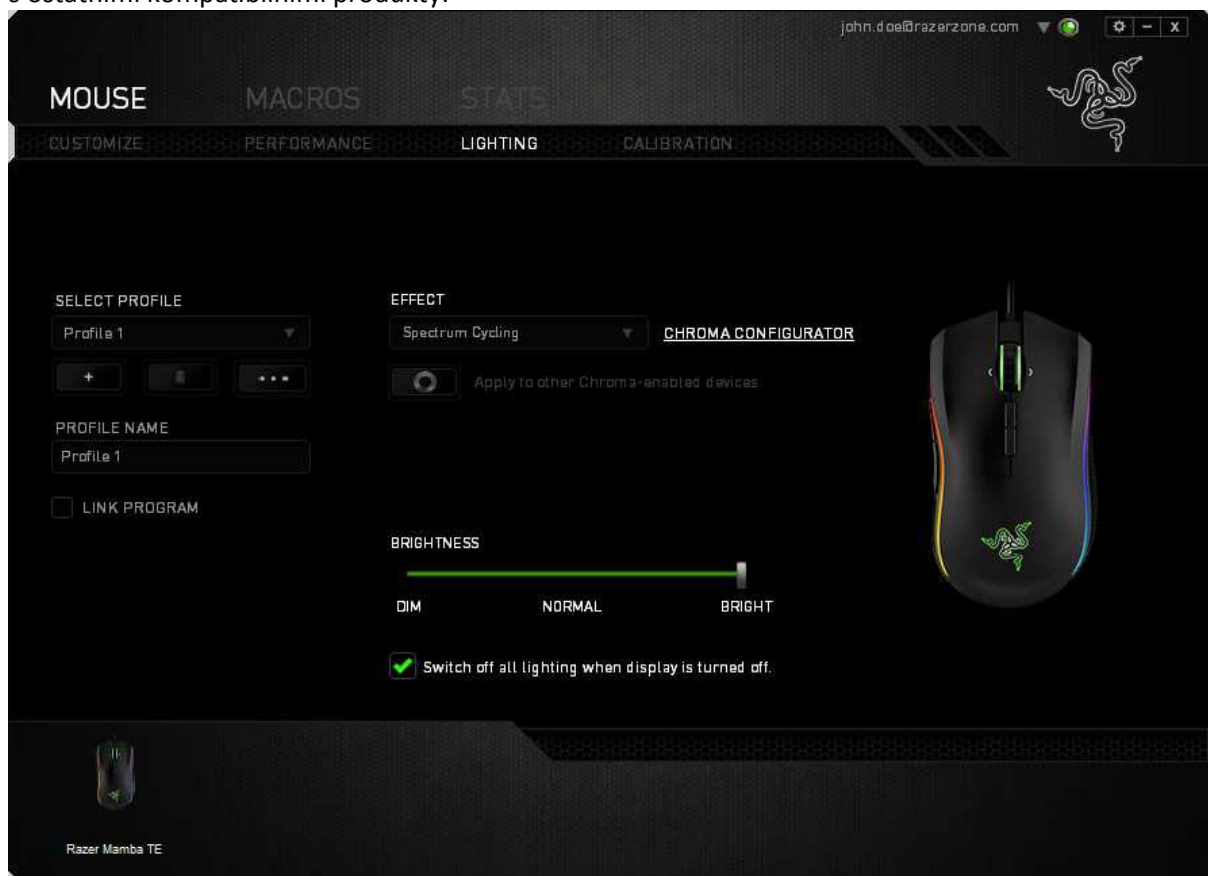 s ostatními kompatibilními produkty.
john.doe@razerzone.com
MOUSE MACROS STATS
CUSTOMIZE PERFORMANCE LIGHTING CALIBRATION
SELECT PROFILE
Profile 1
PROFILE NAME
Profile 1
LINK PROGRAM
EFFECT
Spectrum Cycling CHROMA CONFIGURATOR
Apply to other Chroma-enabled devices
BRIGHTNESS
DIM NORMAL BRIGHT
Switch off all lighting when display is turned off.
Razer Mamba TE